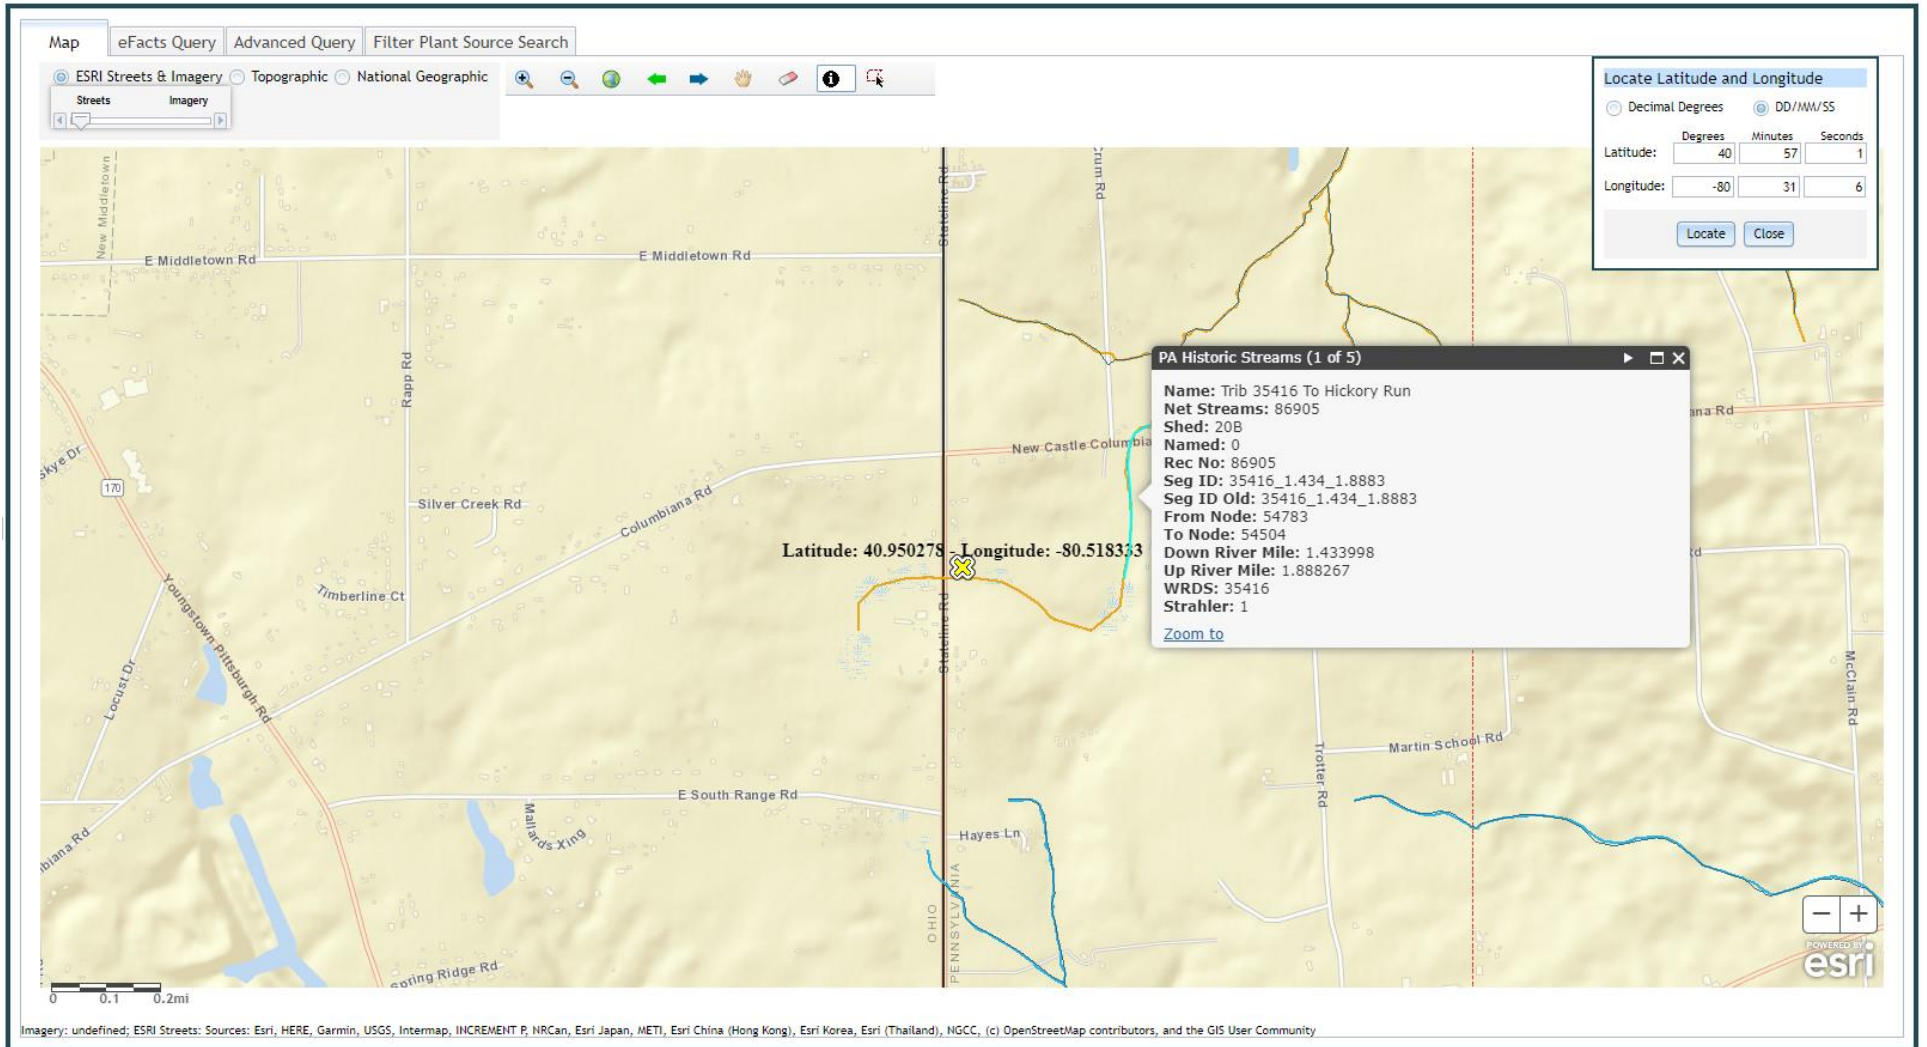 Map
eFacts Query
Advanced Query
Filter Plant Source Search
ESRI Streets & Imagery
Topographic
National Geographic
Streets
Imagery
Locate Latitude and Longitude
Decimal Degrees
DD/MM/SS
Degrees Minutes Seconds
Latitude: 40 57 1
Longitude: -80 31 6
Locate
Close
New Middletown
E Middletown Rd
E Middletown Rd
Stateline Rd
Crum Rd
Rapp Rd
Skye Dr
170
Silver Creek Rd
Columbiana Rd
New Castle Columbia
ana Rd
Latitude: 40.950278 - Longitude: -80.518333
Timberline Ct
Youngstown Pittsburgh Rd
Locust Dr
Stateline Rd
PA Historic Streams (1 of 5)
Name: Trib 35416 To Hickory Run
Net Streams: 86905
Shed: 20B
Named: 0
Rec No: 86905
Seg ID: 35416_1.434_1.8883
Seg ID Old: 35416_1.434_1.8883
From Node: 54783
To Node: 54504
Down River Mile: 1.433998
Up River Mile: 1.888267
WRDS: 35416
Strahler: 1
Zoom to
d
McClain Rd
Martin School Rd
Trotter Rd
E South Range Rd
Mallards Xing
Hayes Ln
biana Rd
OHIO
PENNSYLVANIA
Spring Ridge Rd
0 0.1 0.2mi
POWERED BY
esri
Imagery: undefined; ESRI Streets: Sources: Esri, HERE, Garmin, USGS, Intermap, INCREMENT P, NRCan, Esri Japan, METI, Esri China (Hong Kong), Esri Korea, Esri (Thailand), NGCC, (c) OpenStreetMap contributors, and the GIS User Community